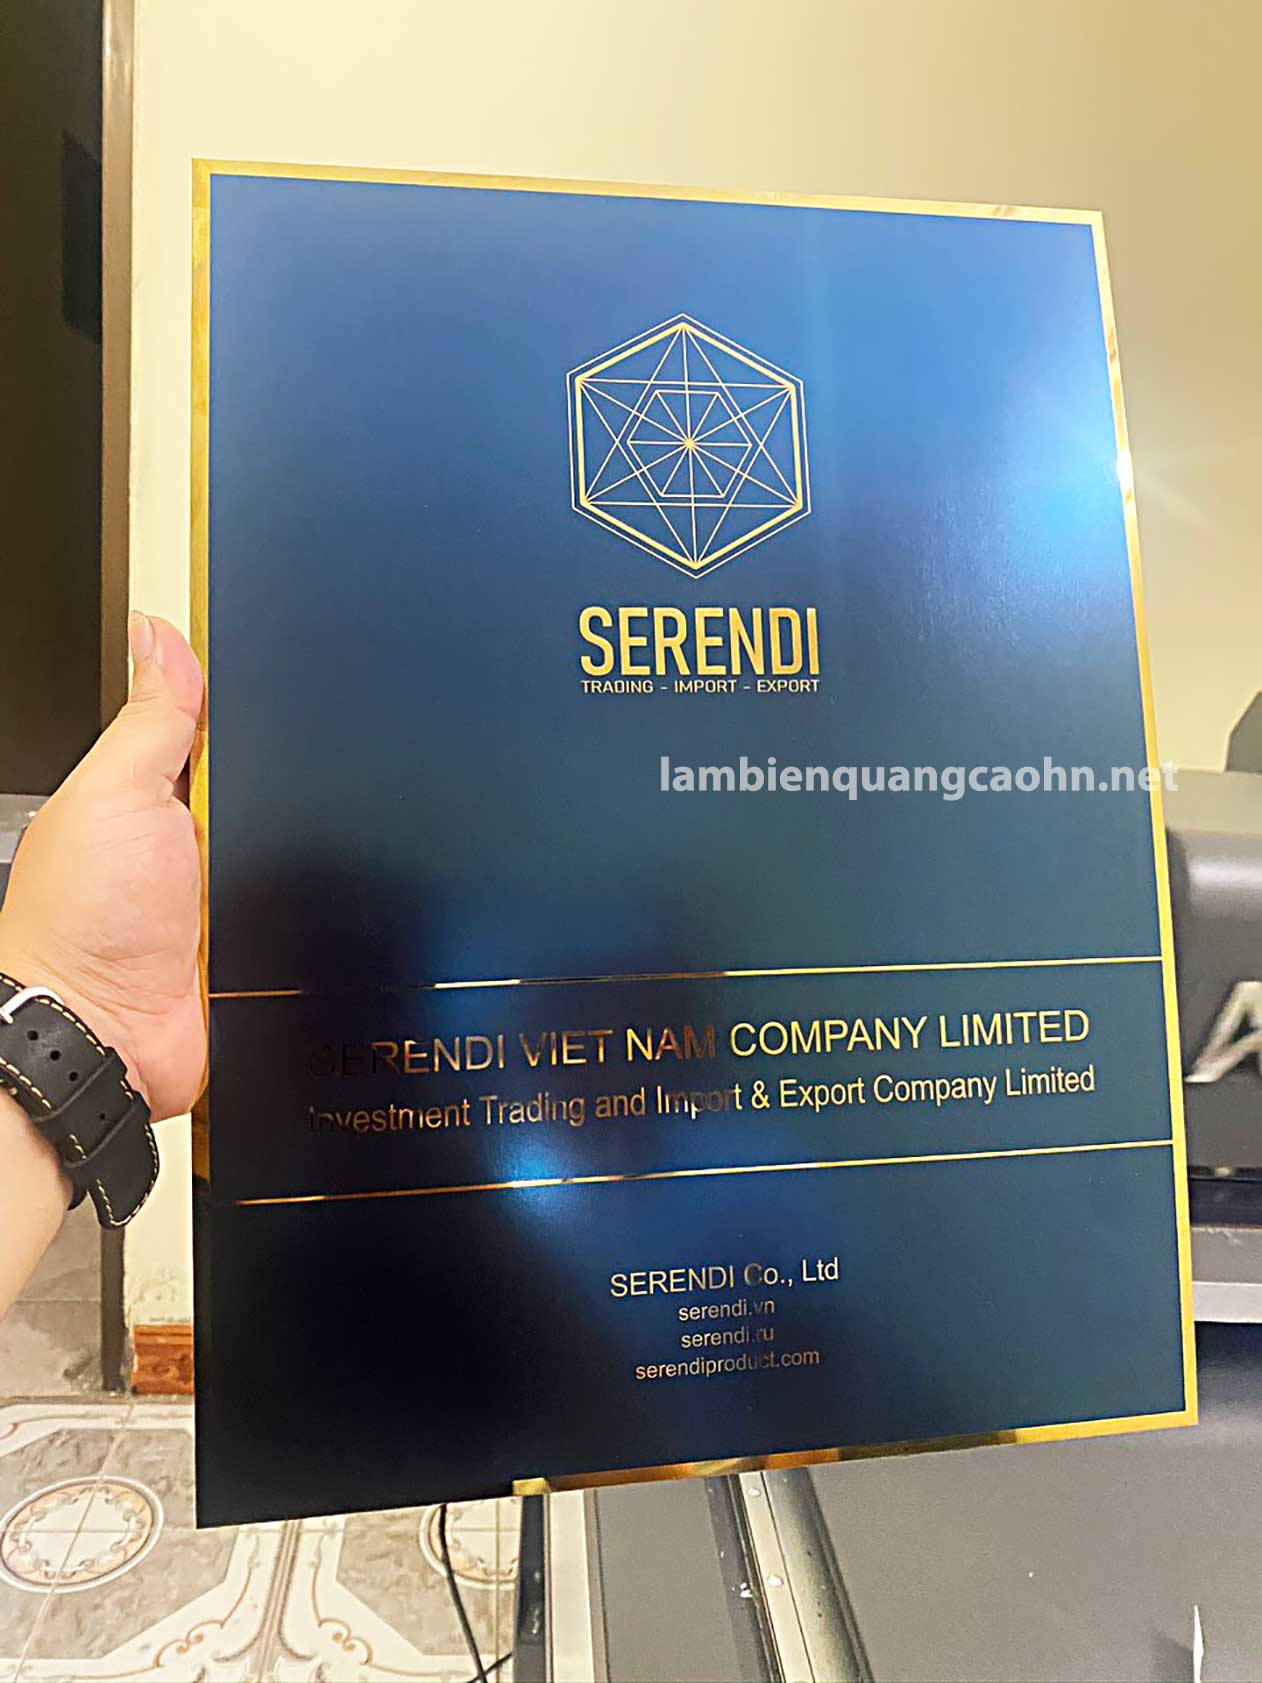 SERENDI
TRADING - IMPORT - EXPORT
lambienquangcaohn.net
SERENDI VIET NAM COMPANY LIMITED
Investment Trading and Import & Export Company Limited
SERENDI Co., Ltd
serendi.vn
serendi.ru
serendiproduct.com